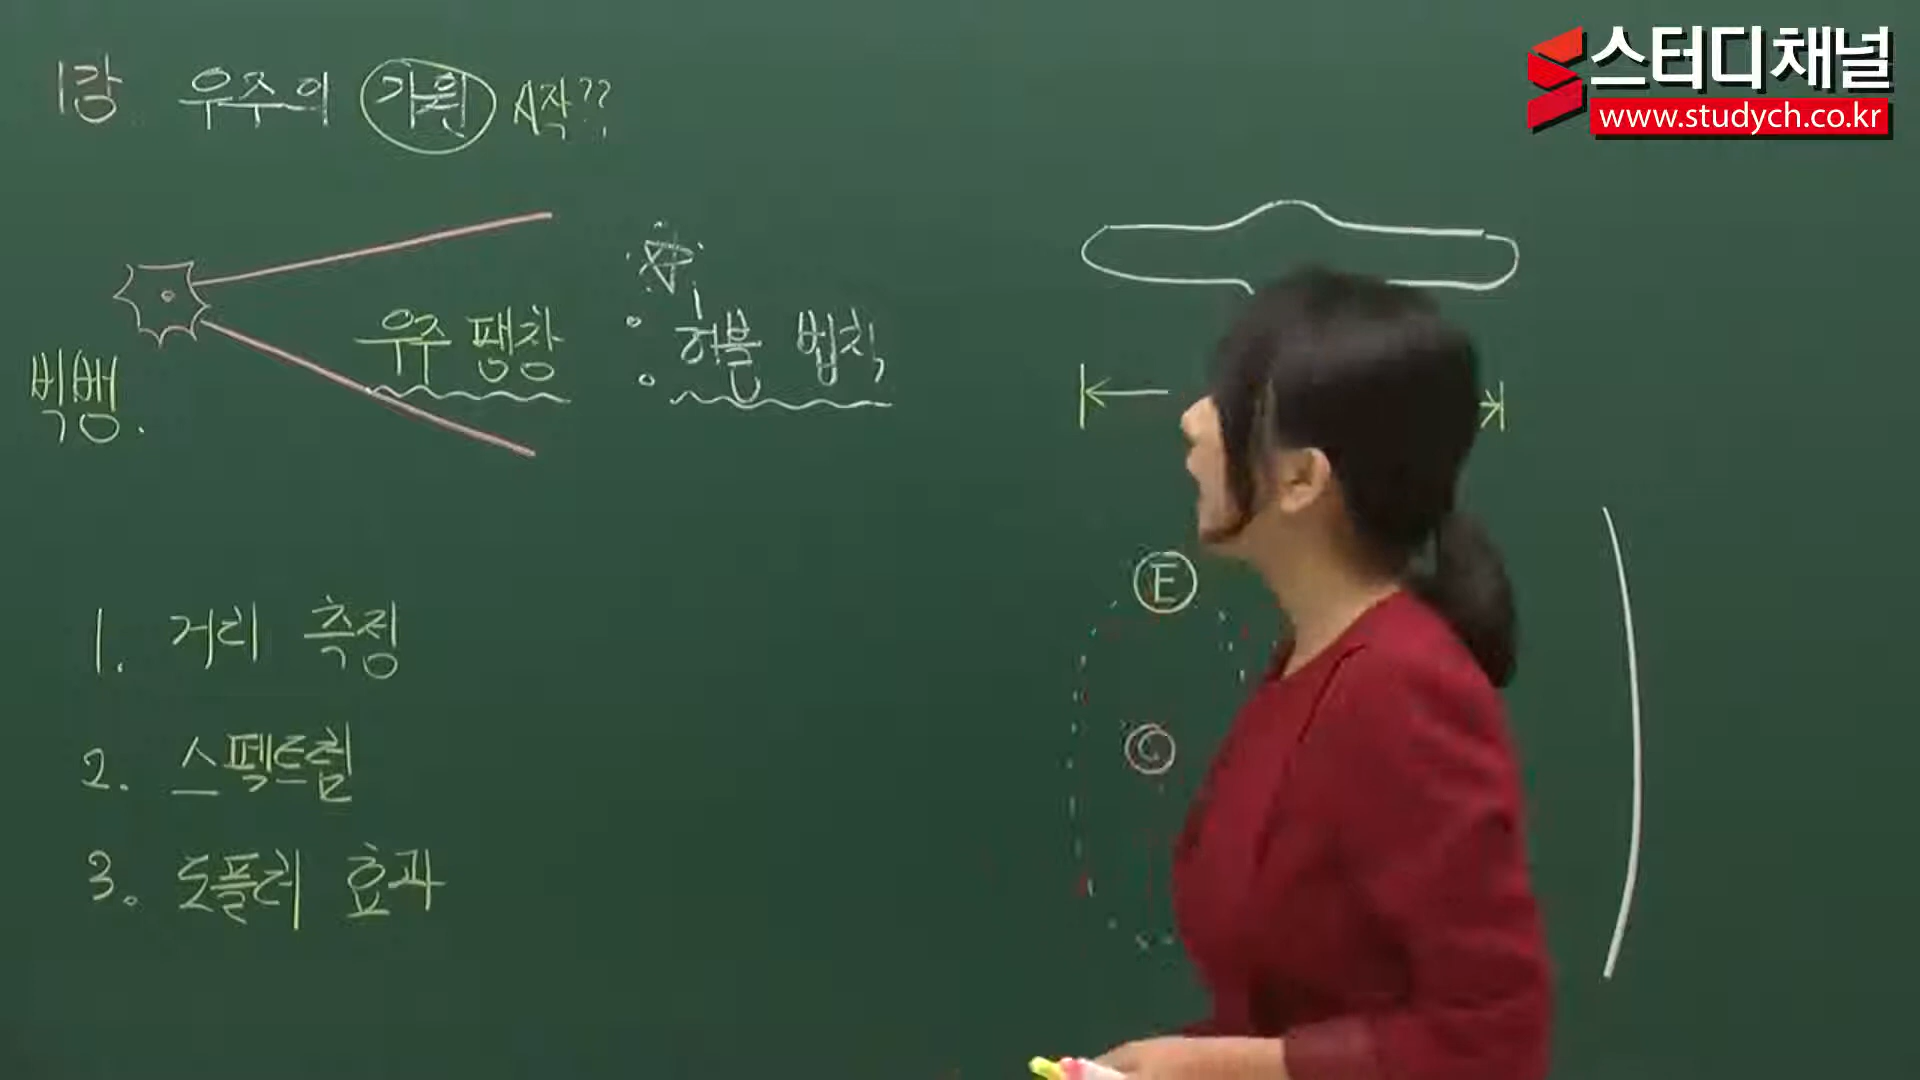 1강 우주의 기원 시작??
스터디채널
www.studych.co.kr
우주 팽창
허블 법칙
빅뱅.
1. 거리 측정
2. 스펙트럼
3. 도플러 효과
E